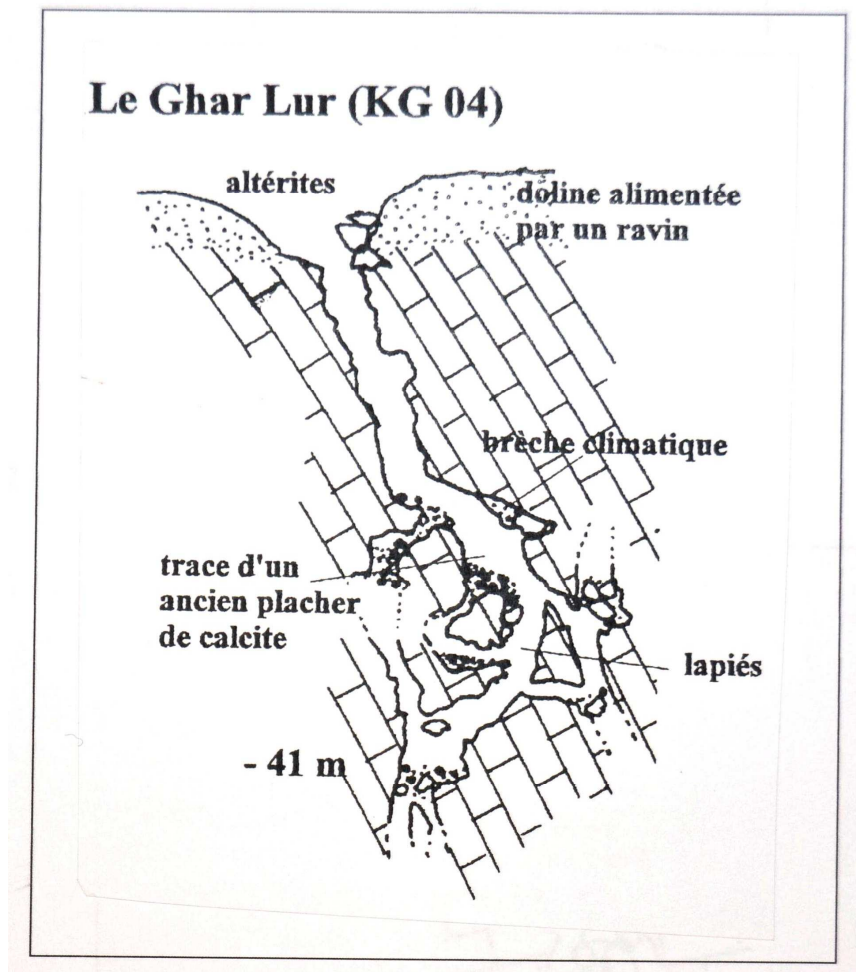 Le Ghar Lur (KG 04)
altérites
doline alimentée
par un ravin
brèche climatique
trace d'un
ancien placher
de calcite
lapiés
- 41 m